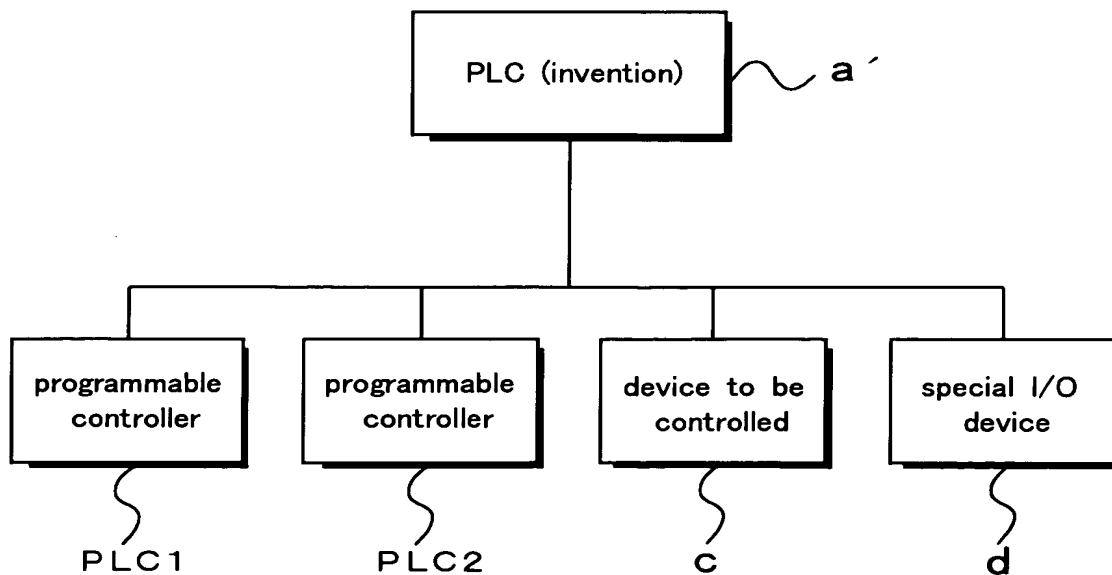 PLC (invention)
a´
programmable
controller
programmable
controller
device to be
controlled
special I/O
device
PLC1
PLC2
c
d